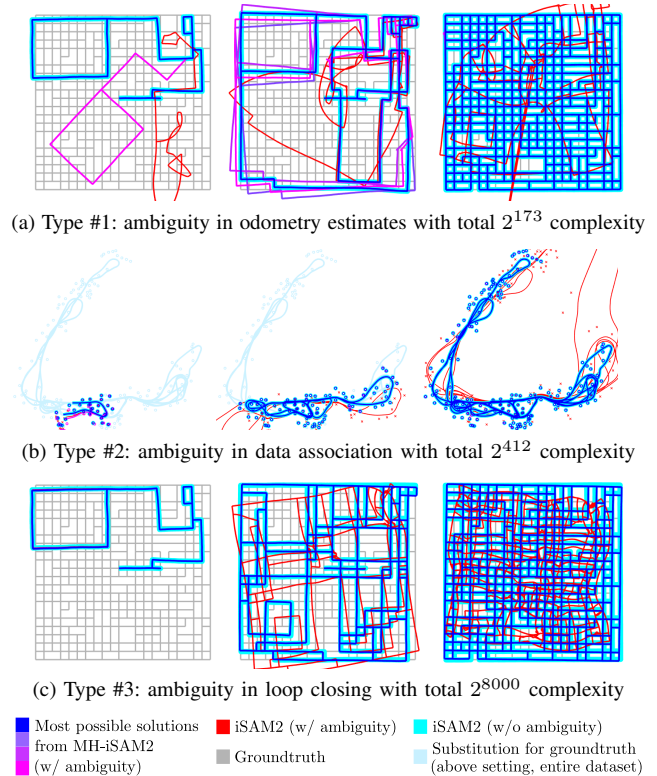 (a) Type #1: ambiguity in odometry estimates with total 2^173 complexity
(b) Type #2: ambiguity in data association with total 2^412 complexity
(c) Type #3: ambiguity in loop closing with total 2^8000 complexity
Most possible solutions
from MH-iSAM2
(w/ ambiguity)
iSAM2 (w/ ambiguity)
Groundtruth
iSAM2 (w/o ambiguity)
Substitution for groundtruth
(above setting, entire dataset)